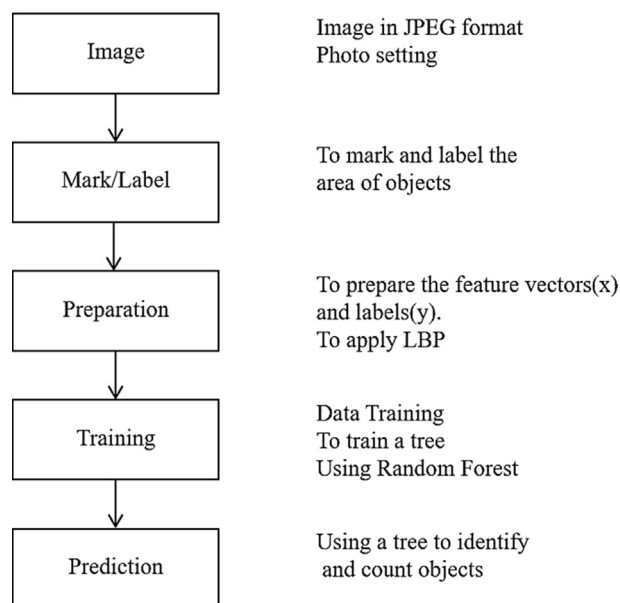 Image
Image in JPEG format
Photo setting
Mark/Label
To mark and label the
area of objects
Preparation
To prepare the feature vectors(x)
and labels(y).
To apply LBP
Training
Data Training
To train a tree
Using Random Forest
Prediction
Using a tree to identify
and count objects